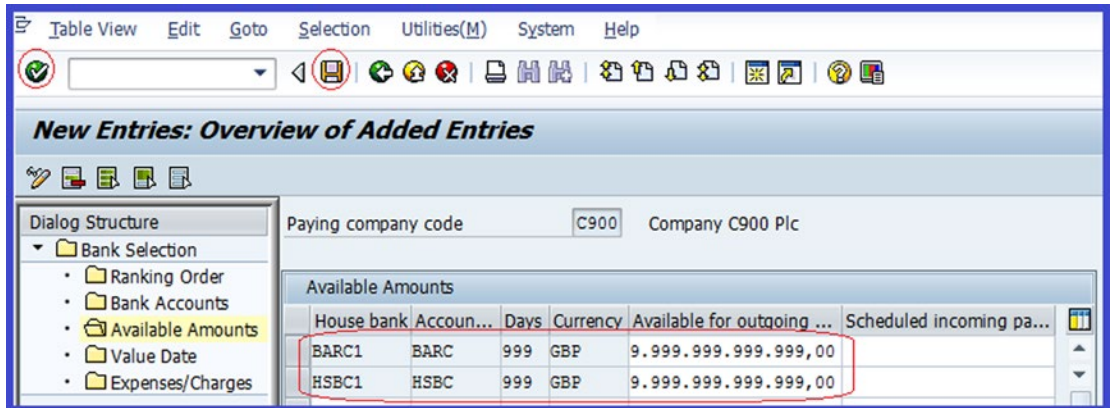 Table View Edit Goto Selection Utilities(M) System Help
New Entries: Overview of Added Entries
Dialog Structure
Bank Selection
Ranking Order
Bank Accounts
Available Amounts
Value Date
Expenses/Charges
Paying company code C900 Company C900 Plc
Available Amounts
House bank Accoun... Days Currency Available for outgoing ... Scheduled incoming pa...
BARC1 BARC 999 GBP 9.999.999.999.999,00
HSBC1 HSBC 999 GBP 9.999.999.999.999,00